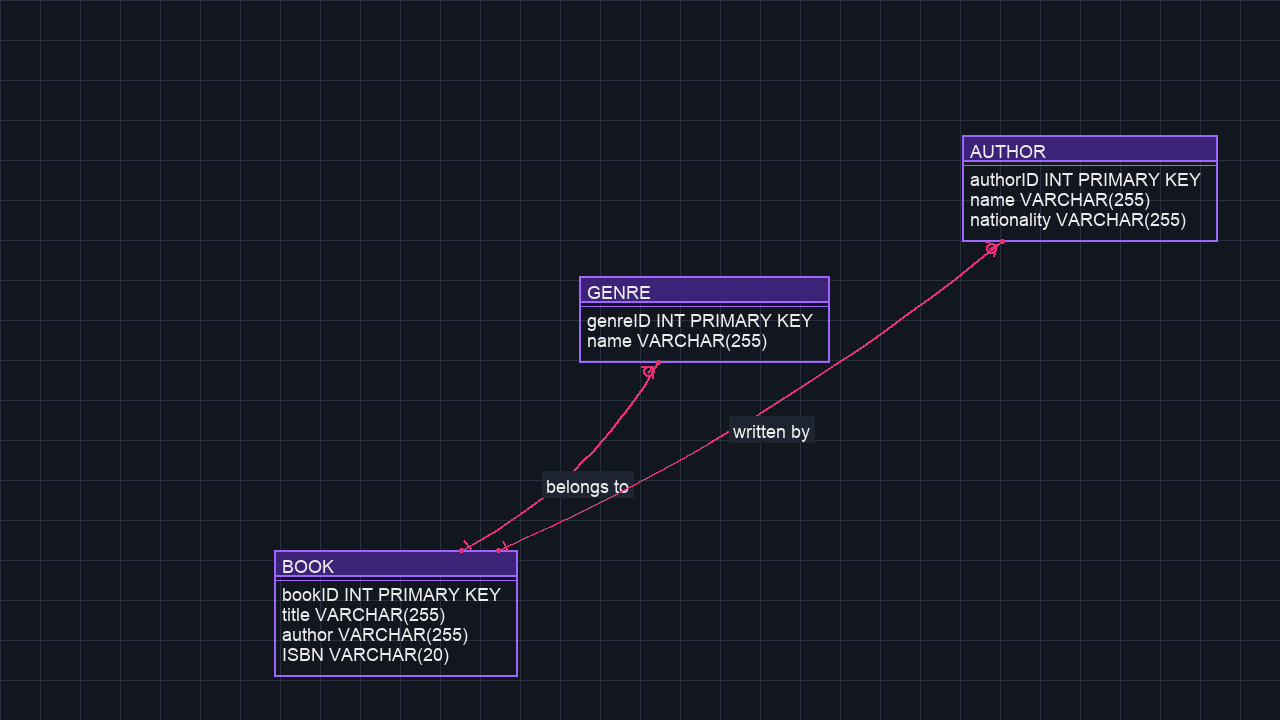 AUTHOR
authorID INT PRIMARY KEY
name VARCHAR(255)
nationality VARCHAR(255)
GENRE
genreID INT PRIMARY KEY
name VARCHAR(255)
written by
belongs to
BOOK
bookID INT PRIMARY KEY
title VARCHAR(255)
author VARCHAR(255)
ISBN VARCHAR(20)